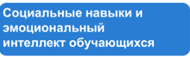 Социальные навыки и
эмоциональный
интеллект обучающихся